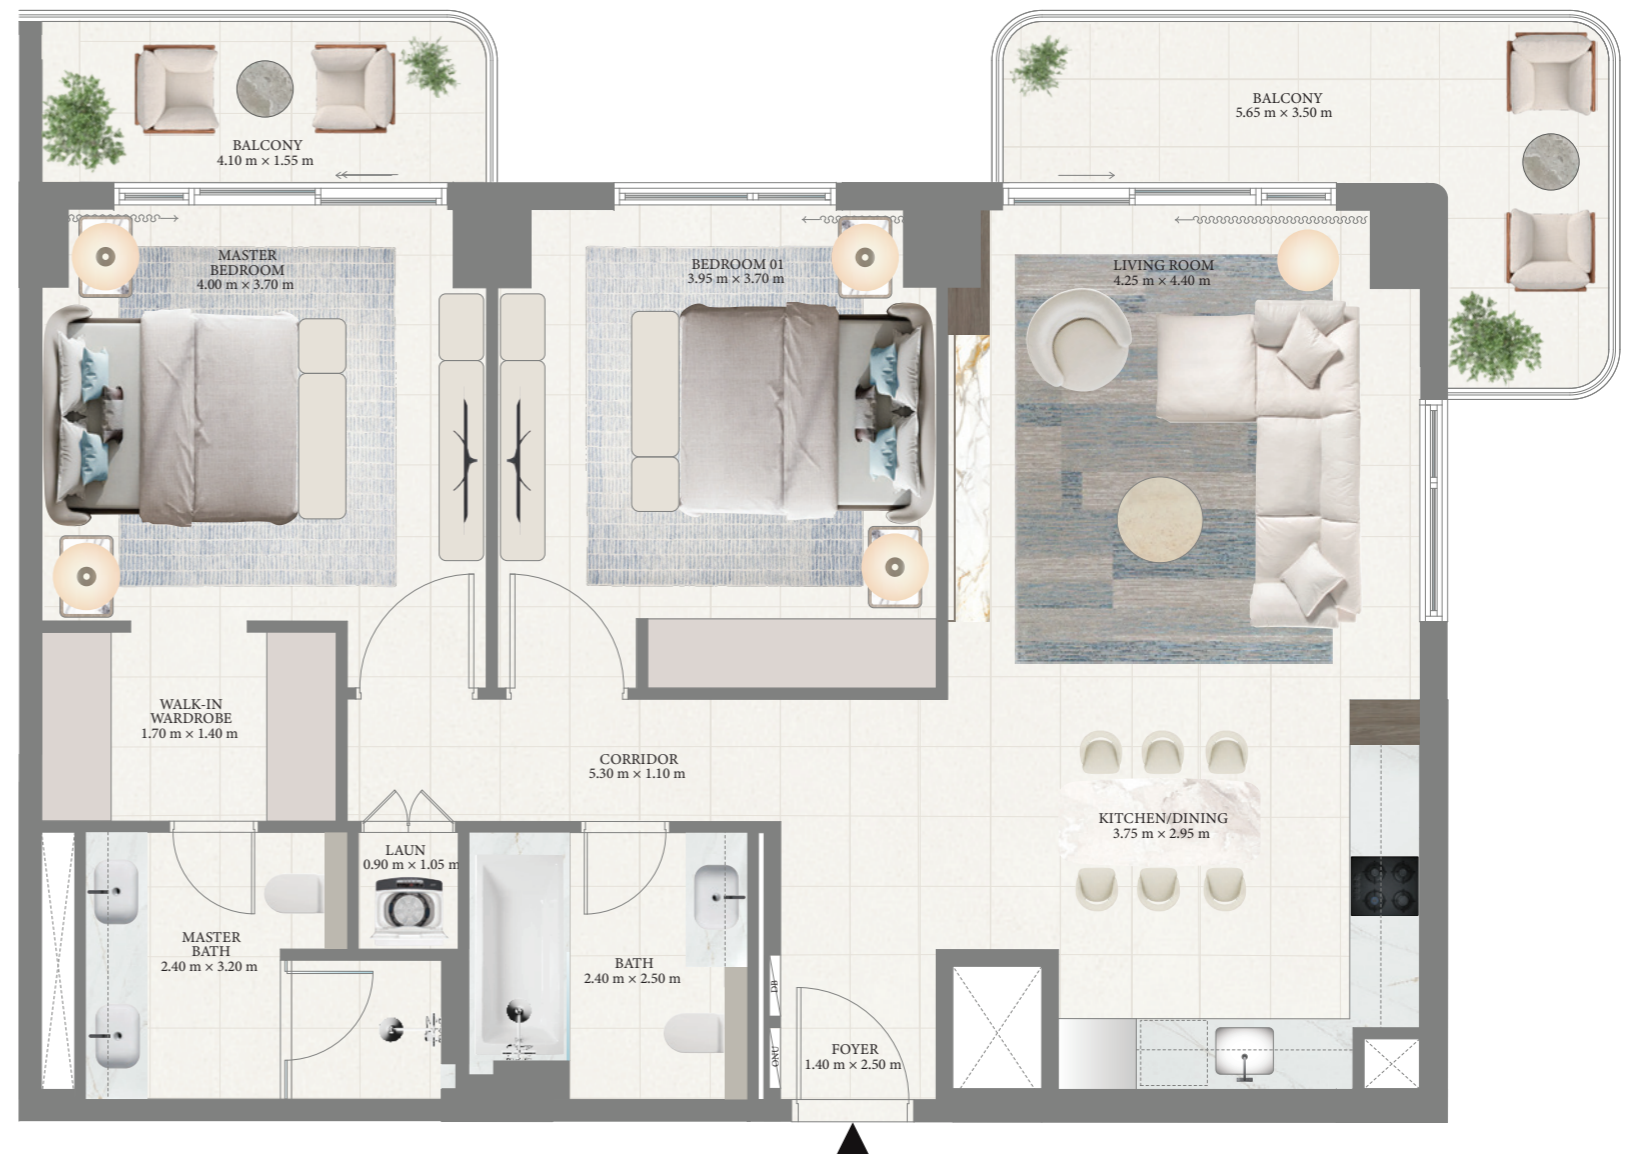 BALCONY
4.10 m × 1.55 m
BALCONY
5.65 m × 3.50 m
MASTER
BEDROOM
4.00 m × 3.70 m
BEDROOM 01
3.95 m × 3.70 m
LIVING ROOM
4.25 m × 4.40 m
WALK-IN
WARDROBE
1.70 m × 1.40 m
CORRIDOR
5.30 m × 1.10 m
KITCHEN/DINING
3.75 m × 2.95 m
LAUN
0.90 m × 1.05 m
MASTER
BATH
2.40 m × 3.20 m
BATH
2.40 m × 2.50 m
DB
ONU
FOYER
1.40 m × 2.50 m